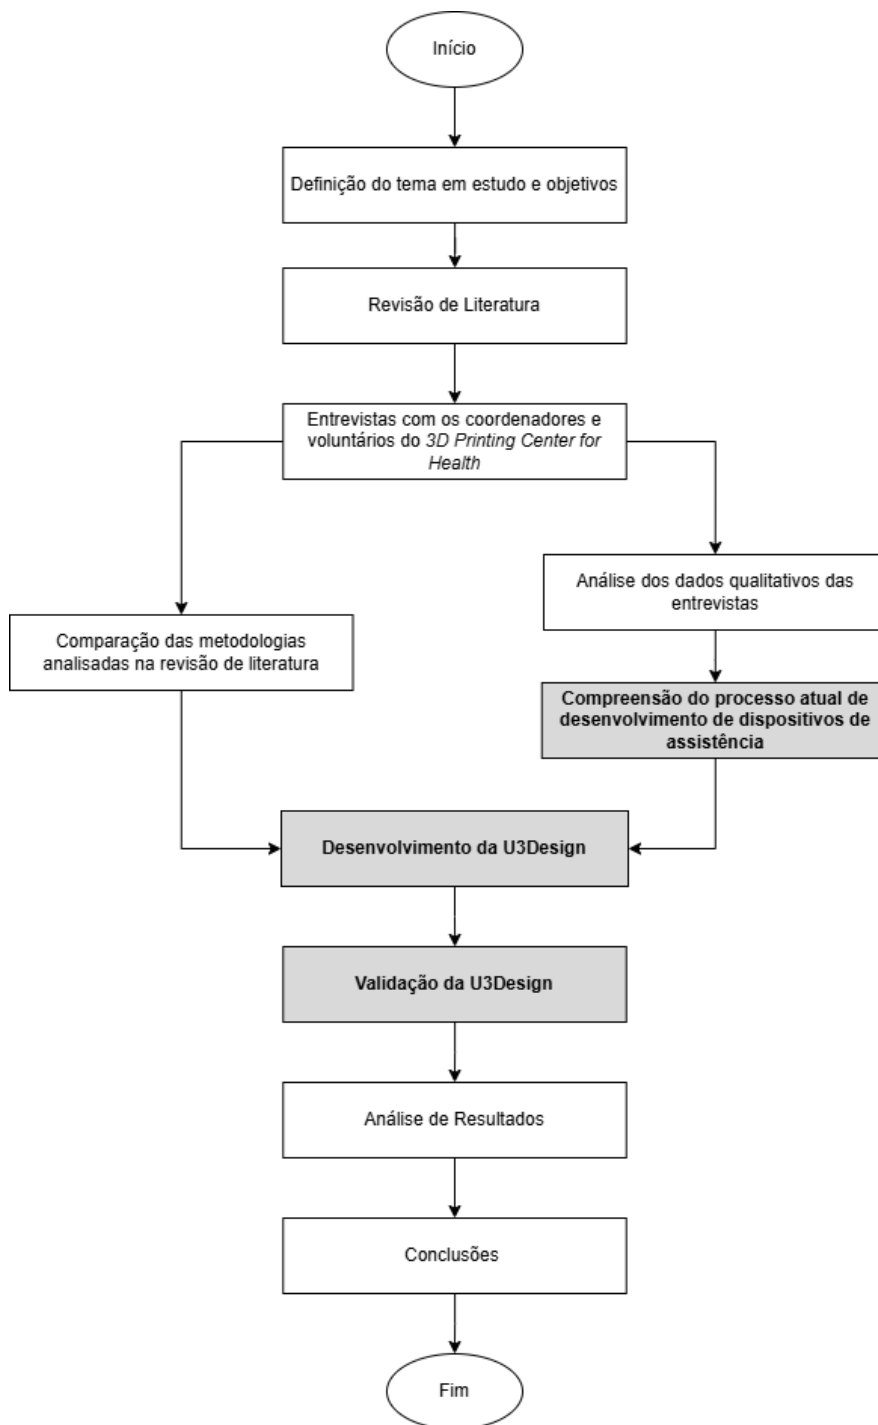 Início
Definição do tema em estudo e objetivos
Revisão de Literatura
Entrevistas com os coordenadores e
voluntários do 3D Printing Center for
Health
Análise dos dados qualitativos das
entrevistas
Comparação das metodologias
analisadas na revisão de literatura
Compreensão do processo atual de
desenvolvimento de dispositivos de
assistência
Desenvolvimento da U3Design
Validação da U3Design
Análise de Resultados
Conclusões
Fim